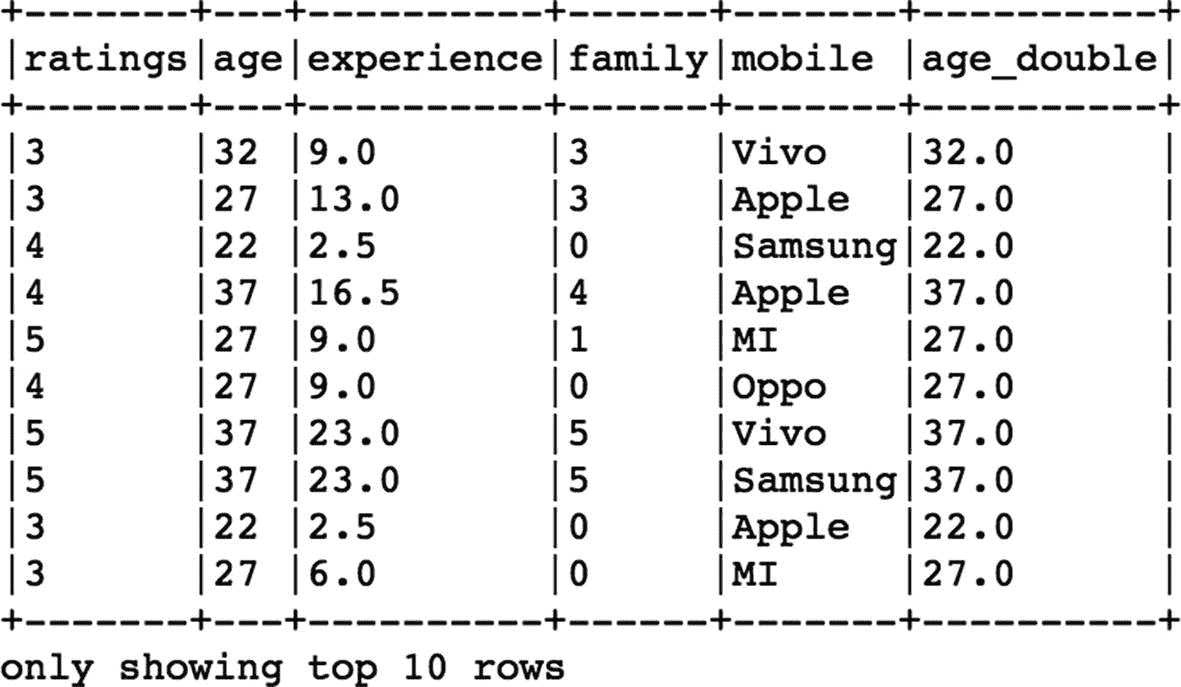 +-------+---+----------+------+-------+----------+
|ratings|age|experience|family|mobile |age_double|
+-------+---+----------+------+-------+----------+
|3      |32 |9.0       |3     |Vivo   |32.0      |
|3      |27 |13.0      |3     |Apple  |27.0      |
|4      |22 |2.5       |0     |Samsung|22.0      |
|4      |37 |16.5      |4     |Apple  |37.0      |
|5      |27 |9.0       |1     |MI     |27.0      |
|4      |27 |9.0       |0     |Oppo   |27.0      |
|5      |37 |23.0      |5     |Vivo   |37.0      |
|5      |37 |23.0      |5     |Samsung|37.0      |
|3      |22 |2.5       |0     |Apple  |22.0      |
|3      |27 |6.0       |0     |MI     |27.0      |
+-------+---+----------+------+-------+----------+
only showing top 10 rows